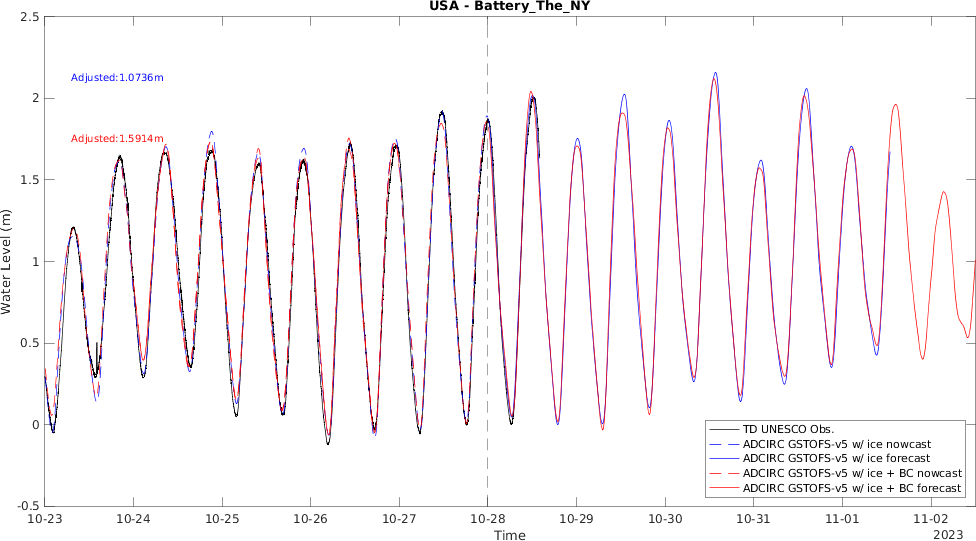 USA - Battery_The_NY
2.5
2
1.5
1
0.5
0
-0.5
Water Level (m)
Adjusted:1.0736m
Adjusted:1.5914m
TD UNESCO Obs.
ADCIRC GSTOFS-v5 w/ ice nowcast
ADCIRC GSTOFS-v5 w/ ice forecast
ADCIRC GSTOFS-v5 w/ ice + BC nowcast
ADCIRC GSTOFS-v5 w/ ice + BC forecast
10-23 10-24 10-25 10-26 10-27 10-28 10-29 10-30 10-31 11-01 11-02
2023
Time